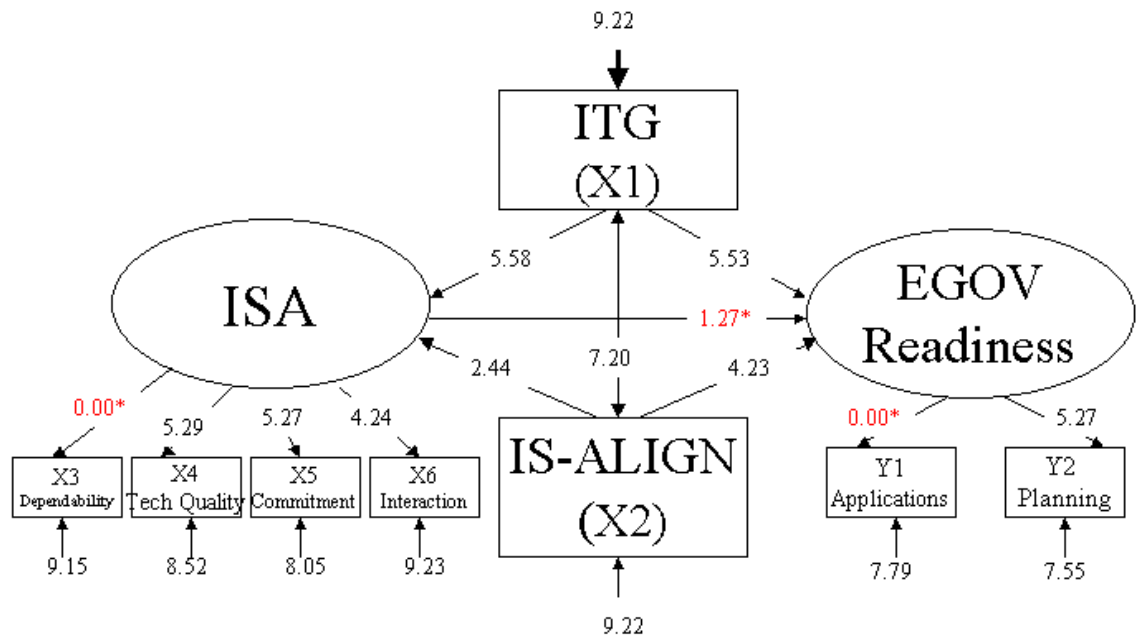 9.22
ITG
(X1)
5.58
5.53
ISA
EGOV
Readiness
1.27*
7.20
2.44
4.23
0.00*
5.29
5.27
4.24
0.00*
5.27
X3
Dependability
X4
Tech Quality
X5
Commitment
X6
Interaction
IS-ALIGN
(X2)
Y1
Applications
Y2
Planning
9.15
8.52
8.05
9.23
7.79
7.55
9.22